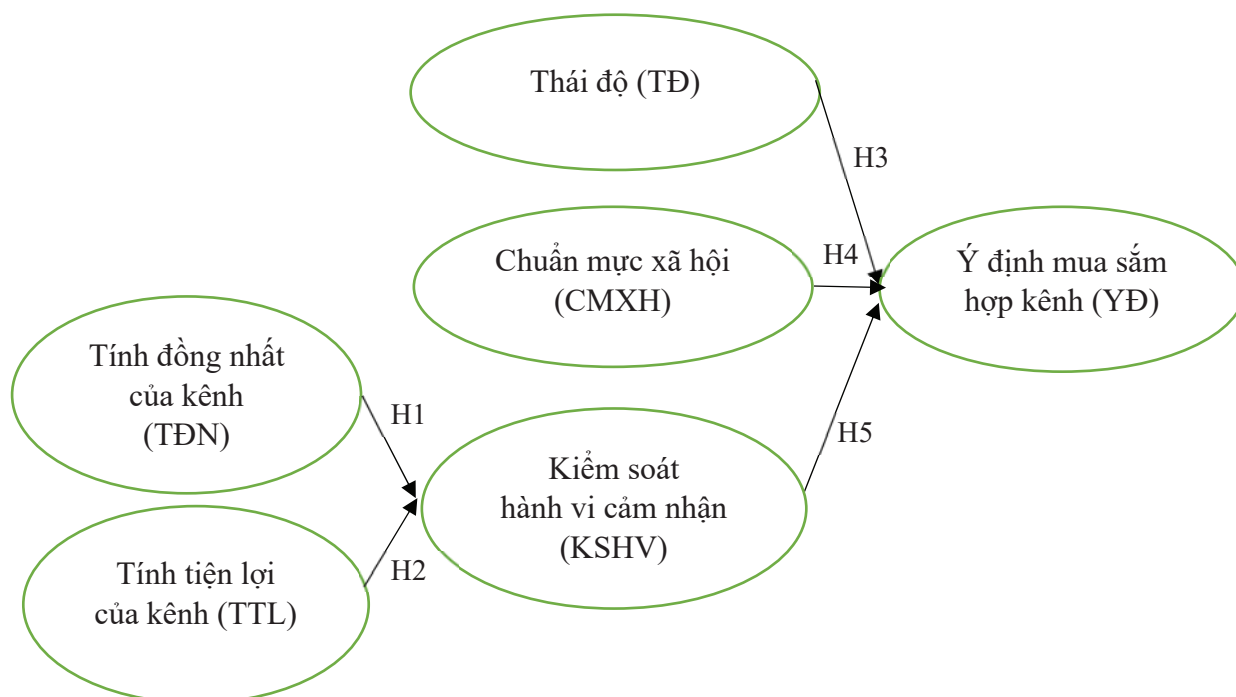 Thái độ (TĐ)
H3
Chuẩn mực xã hội
(CMXH)
H4
Ý định mua sắm
hợp kênh (YĐ)
Tính đồng nhất
của kênh
(TĐN)
H1
Kiểm soát
hành vi cảm nhận
(KSHV)
H5
Tính tiện lợi
của kênh (TTL)
H2